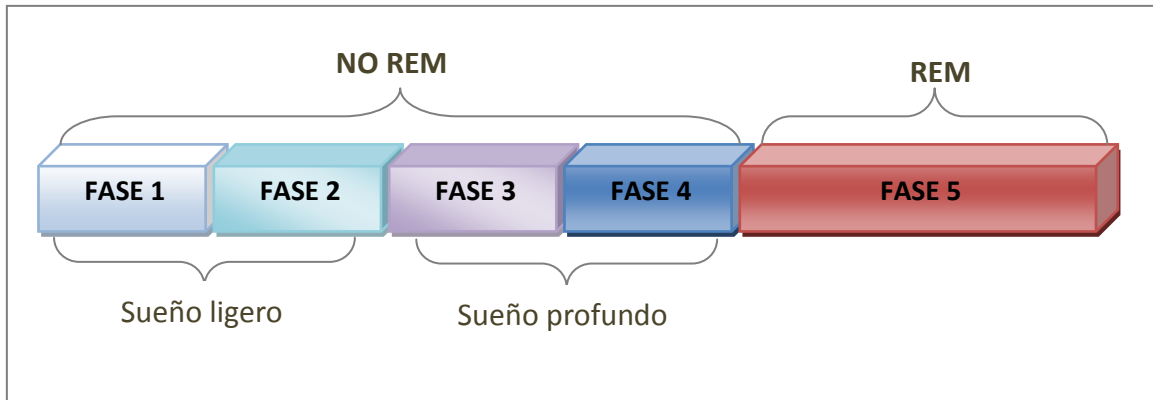 NO REM
REM
FASE 1
FASE 2
FASE 3
FASE 4
FASE 5
Sueño ligero
Sueño profundo